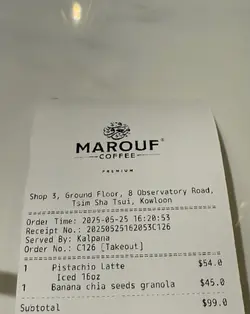 MAROUF
COFFEE
PREMIUM
Shop 3, Ground Floor, 8 Observatory Road,
Tsim Sha Tsui, Kowloon
Order Time: 2025-05-25 16:20:53
Receipt No.: 20250525162053C126
Served By: Kalpana
Order No.: C126 [Takeout]
1 Pistachio Latte $54.0
Iced 16oz
1 Banana chia seeds granola $45.0
Subtotal $99.0